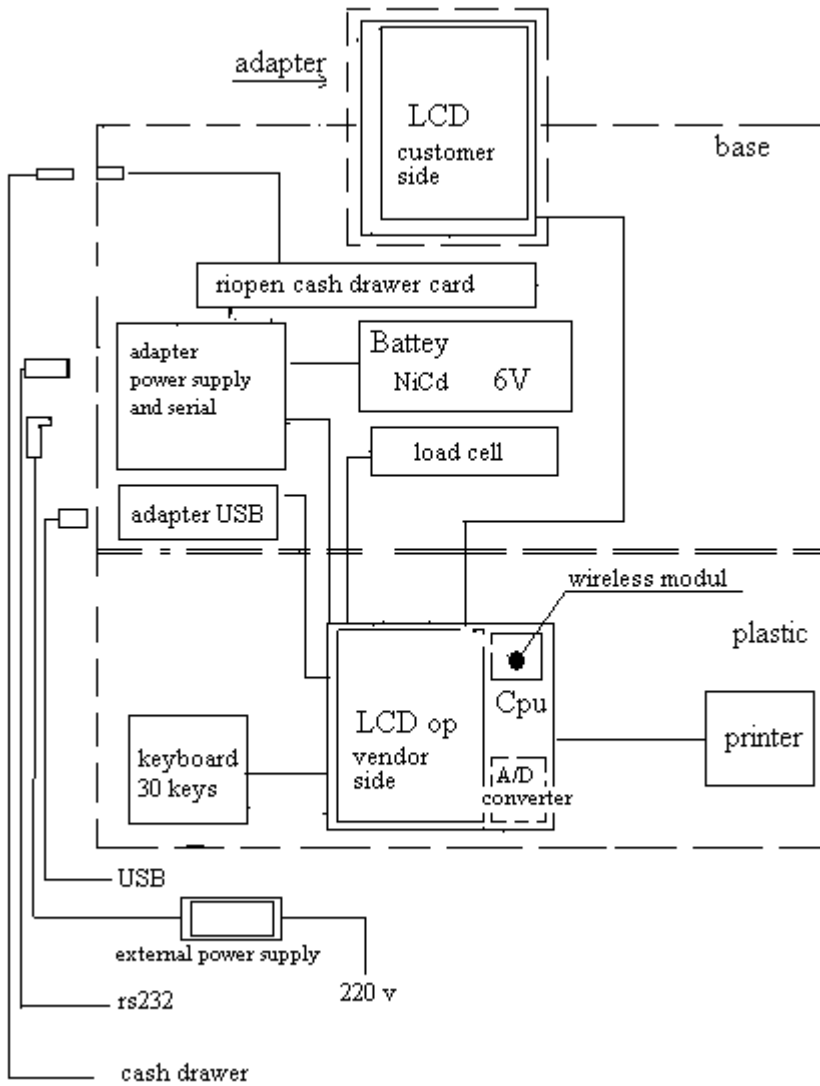 adapter
LCD
customer
side
base
riopen cash drawer card
adapter
power supply
and serial
Battey
NiCd 6V
load cell
adapter USB
wireless modul
plastic
Cpu
LCD op
vendor
side
A/D
converter
keyboard
30 keys
printer
USB
external power supply
220 v
rs232
cash drawer